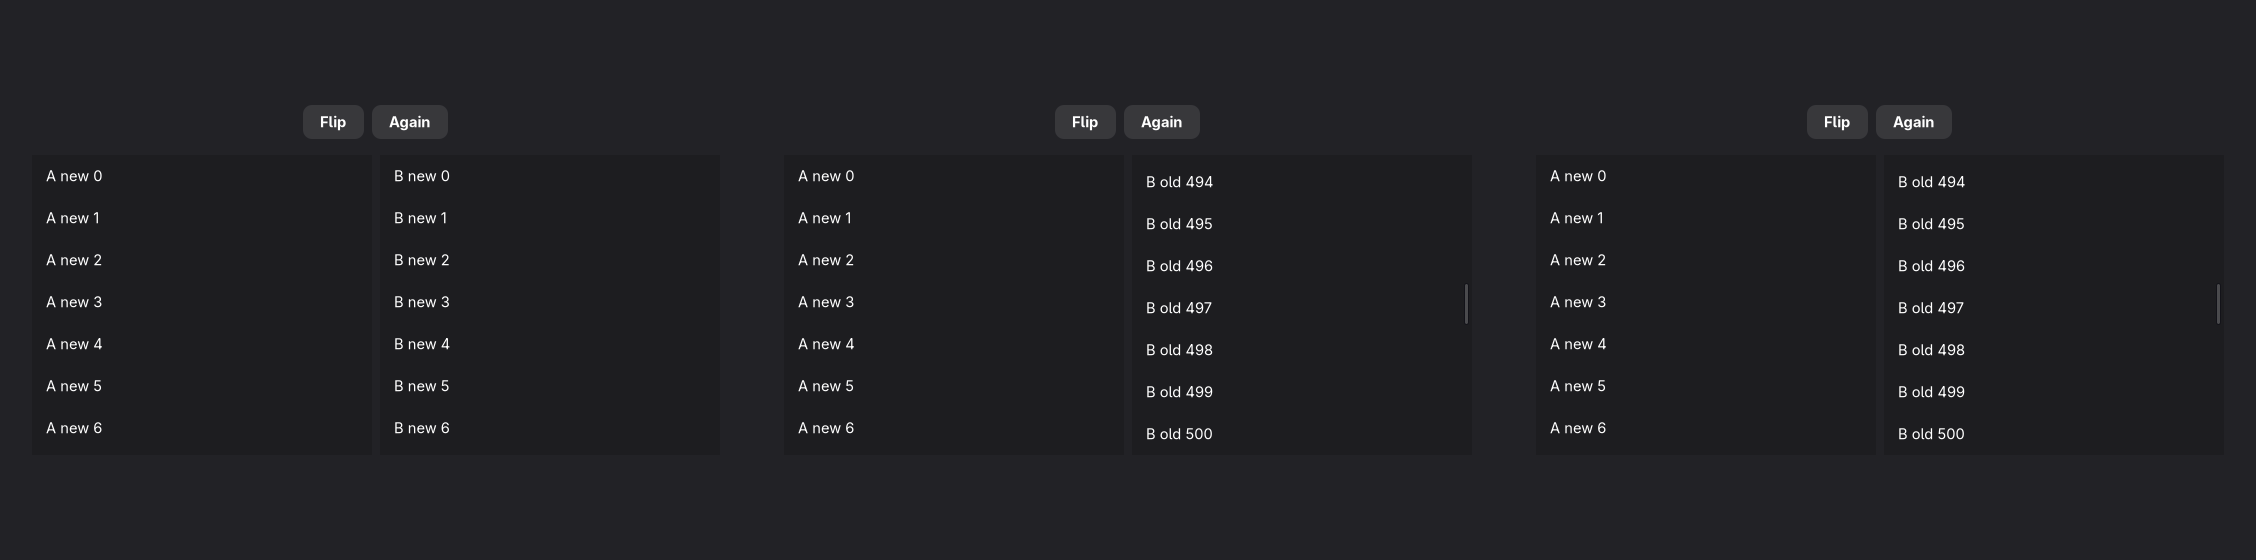 Flip Again
A new 0
A new 1
A new 2
A new 3
A new 4
A new 5
A new 6
B new 0
B new 1
B new 2
B new 3
B new 4
B new 5
B new 6
Flip Again
A new 0
A new 1
A new 2
A new 3
A new 4
A new 5
A new 6
B old 494
B old 495
B old 496
B old 497
B old 498
B old 499
B old 500
Flip Again
A new 0
A new 1
A new 2
A new 3
A new 4
A new 5
A new 6
B old 494
B old 495
B old 496
B old 497
B old 498
B old 499
B old 500